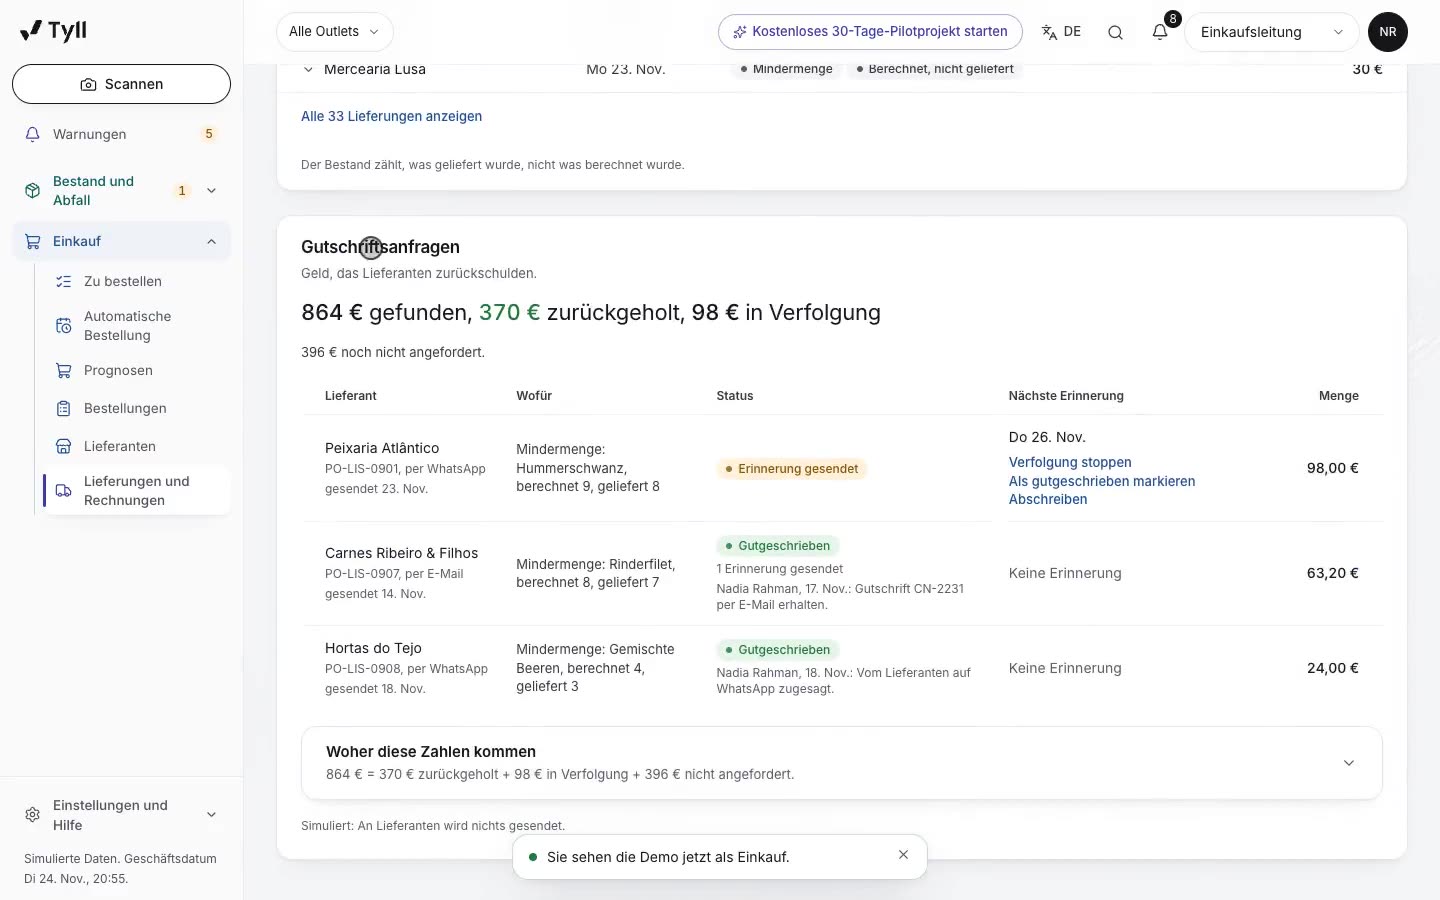 Tyll
Alle Outlets
Kostenloses 30-Tage-Pilotprojekt starten
DE
8
Einkaufsleitung
NR
Scannen
Warnungen
5
Bestand und
Abfall
1
Einkauf
Zu bestellen
Automatische
Bestellung
Prognosen
Bestellungen
Lieferanten
Lieferungen und
Rechnungen
Einstellungen und
Hilfe
Simulierte Daten. Geschäftsdatum
Di 24. Nov., 20:55.
Mercearia Lusa
Mo 23. Nov.
Mindermenge
Berechnet, nicht geliefert
30 €
Alle 33 Lieferungen anzeigen
Der Bestand zählt, was geliefert wurde, nicht was berechnet wurde.
Gutschriftsanfragen
Geld, das Lieferanten zurückschulden.
864 € gefunden, 370 € zurückgeholt, 98 € in Verfolgung
396 € noch nicht angefordert.
Lieferant
Wofür
Status
Nächste Erinnerung
Menge
Peixaria Atlântico
PO-LIS-0901, per WhatsApp
gesendet 23. Nov.
Mindermenge:
Hummerschwanz,
berechnet 9, geliefert 8
Erinnerung gesendet
Do 26. Nov.
Verfolgung stoppen
Als gutgeschrieben markieren
Abschreiben
98,00 €
Carnes Ribeiro & Filhos
PO-LIS-0907, per E-Mail
gesendet 14. Nov.
Mindermenge: Rinderfilet,
berechnet 8, geliefert 7
Gutgeschrieben
1 Erinnerung gesendet
Nadia Rahman, 17. Nov.: Gutschrift CN-2231
per E-Mail erhalten.
Keine Erinnerung
63,20 €
Hortas do Tejo
PO-LIS-0908, per WhatsApp
gesendet 18. Nov.
Mindermenge: Gemischte
Beeren, berechnet 4,
geliefert 3
Gutgeschrieben
Nadia Rahman, 18. Nov.: Vom Lieferanten auf
WhatsApp zugesagt.
Keine Erinnerung
24,00 €
Woher diese Zahlen kommen
864 € = 370 € zurückgeholt + 98 € in Verfolgung + 396 € nicht angefordert.
Simuliert: An Lieferanten wird nichts gesendet.
Sie sehen die Demo jetzt als Einkauf.